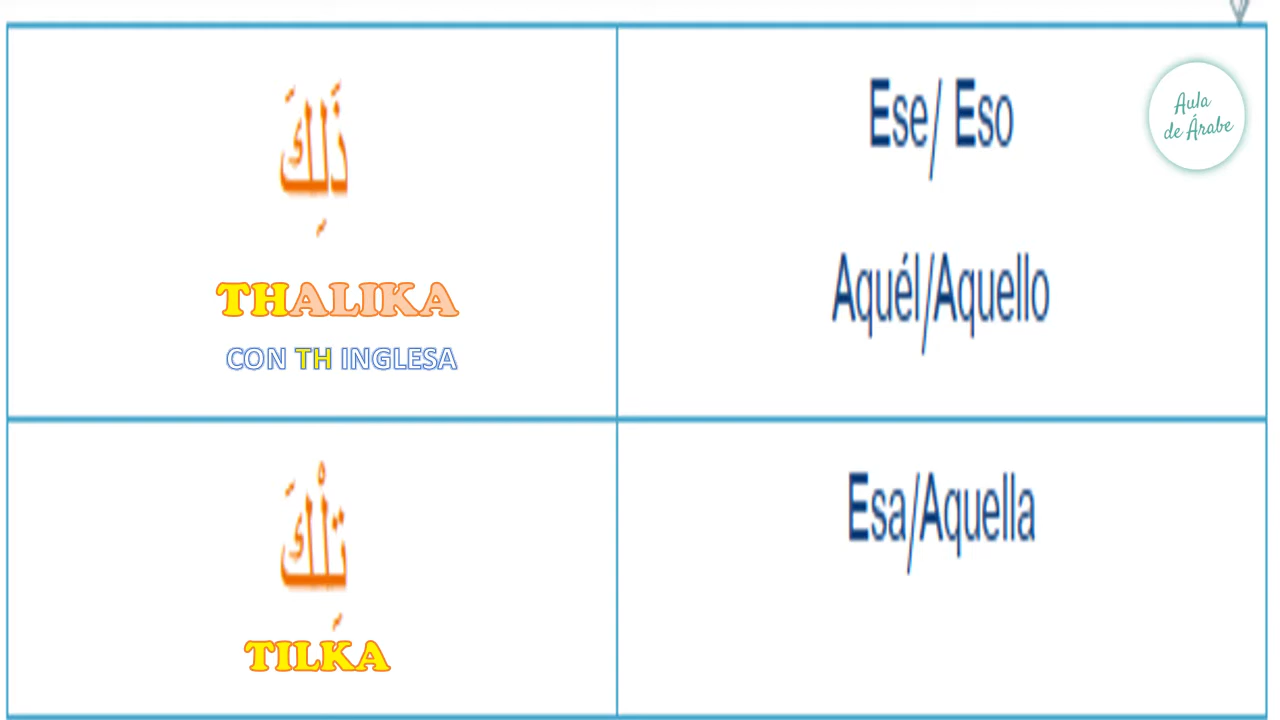 ذَلِكَ
THALIKA
CON TH INGLESA
Ese/ Eso
Aquél/Aquello
Aula
de Árabe
تِلْكَ
TILKA
Esa/Aquella